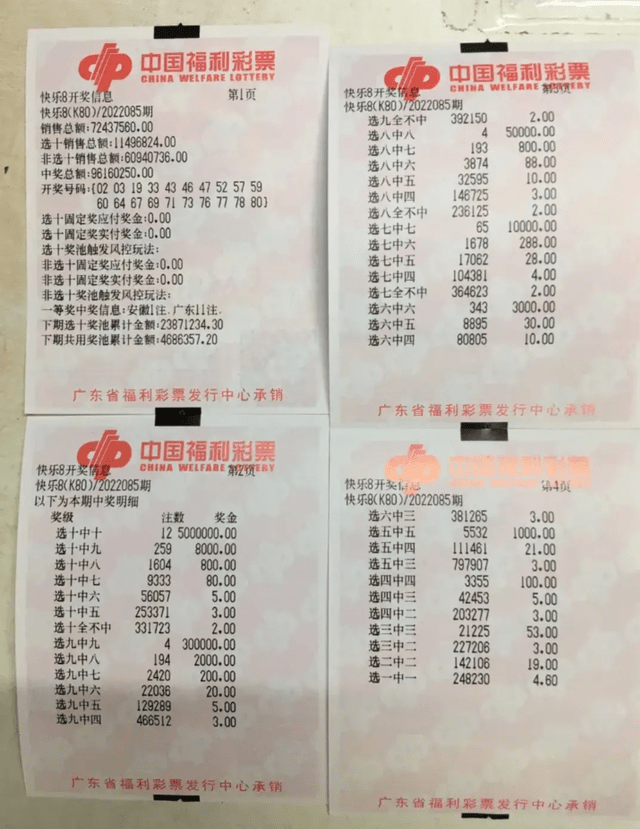 中国福利彩票
CHINA WELFARE LOTTERY
快乐8开奖信息 第1页
快乐8(K80)/2022085期
销售总额:72437560.00
选十销售总额:11496824.00
非选十销售总额:60940736.00
中奖总额:96160250.00
开奖号码:{02 03 19 33 43 46 47 52 57 59
60 64 67 69 71 73 76 77 78 80}
选十固定奖应付奖金:0.00
选十固定奖实付奖金:0.00
选十奖池触发风控玩法:
非选十固定奖应付奖金:0.00
非选十固定奖实付奖金:0.00
非选十奖池触发风控玩法:
一等奖中奖信息:安徽1注.广东11注.
下期选十奖池累计金额:23871234.30
下期共用奖池累计金额:4686357.20
广东省福利彩票发行中心承销
中国福利彩票
CHINA WELFARE LOTTERY
快乐8开奖信息 第2页
快乐8(K80)/2022085期
以下为本期中奖明细
奖级 注数 奖金
选十中十 12 5000000.00
选十中九 259 8000.00
选十中八 1604 800.00
选十中七 9333 80.00
选十中六 56057 5.00
选十中五 253371 3.00
选十全不中 331723 2.00
选九中九 4 300000.00
选九中八 194 2000.00
选九中七 2420 200.00
选九中六 22036 20.00
选九中五 129289 5.00
选九中四 466512 3.00
广东省福利彩票发行中心承销
中国福利彩票
CHINA WELFARE LOTTERY
快乐8开奖信息 第3页
快乐8(K80)/2022085期
选九全不中 392150 2.00
选八中八 4 50000.00
选八中七 193 800.00
选八中六 3874 88.00
选八中五 32595 10.00
选八中四 146725 3.00
选八全不中 236125 2.00
选七中七 65 10000.00
选七中六 1678 288.00
选七中五 17062 28.00
选七中四 104381 4.00
选七全不中 364623 2.00
选六中六 343 3000.00
选六中五 8895 30.00
选六中四 80805 10.00
广东省福利彩票发行中心承销
中国福利彩票
CHINA WELFARE LOTTERY
快乐8开奖信息 第4页
快乐8(K80)/2022085期
选六中三 381265 3.00
选五中五 5532 1000.00
选五中四 111461 21.00
选五中三 797907 3.00
选四中四 3355 100.00
选四中三 42453 5.00
选四中二 203277 3.00
选三中三 21225 53.00
选三中二 227206 3.00
选二中二 142106 19.00
选一中一 248230 4.60
广东省福利彩票发行中心承销